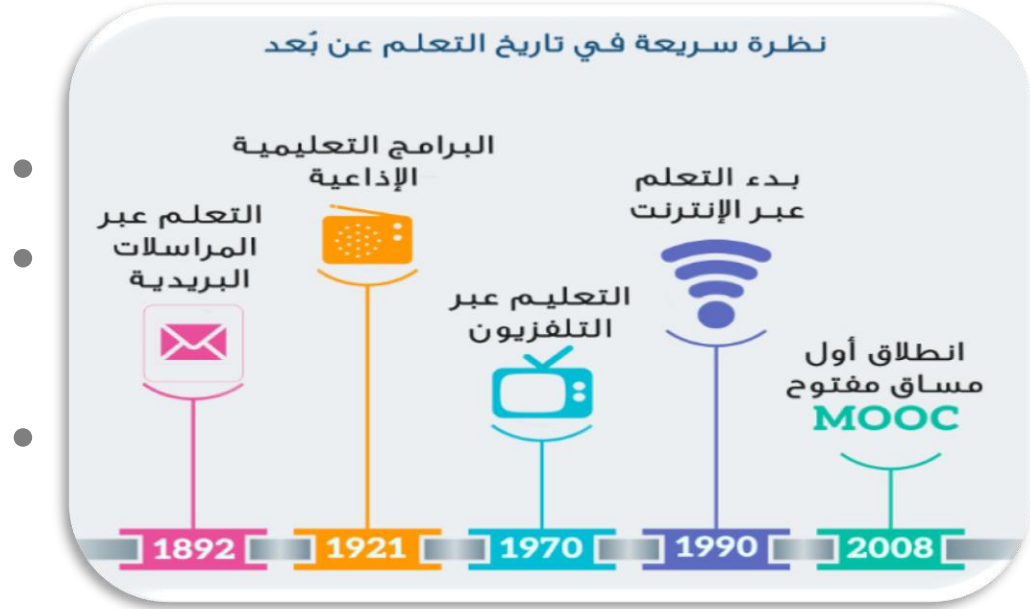 نظرة سريعة في تاريخ التعلم عن بُعد
التعلم عبر
المراسلات
البريدية
1892
البرامج التعليمية
الإذاعية
1921
التعليم عبر
التلفزيون
1970
بدء التعلم
عبر الإنترنت
1990
انطلاق أول
مساق مفتوح
MOOC
2008